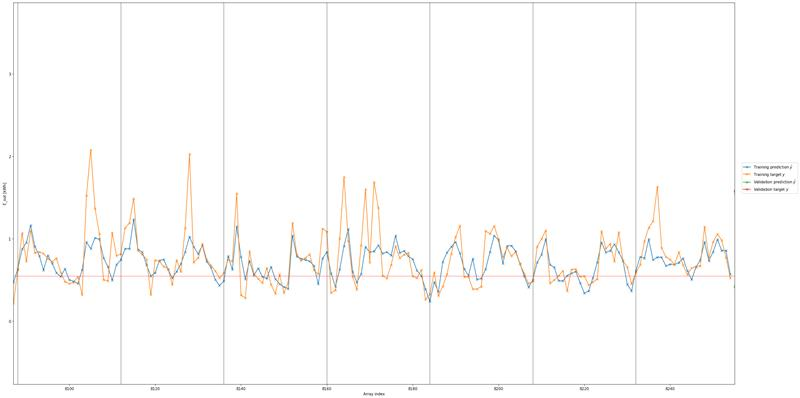 3
2
1
0
E_out [kWh]
8100
8120
8140
8160
8180
8200
8220
8240
Array index
Training prediction ŷ
Training target y
Validation prediction ŷ
Validation target y